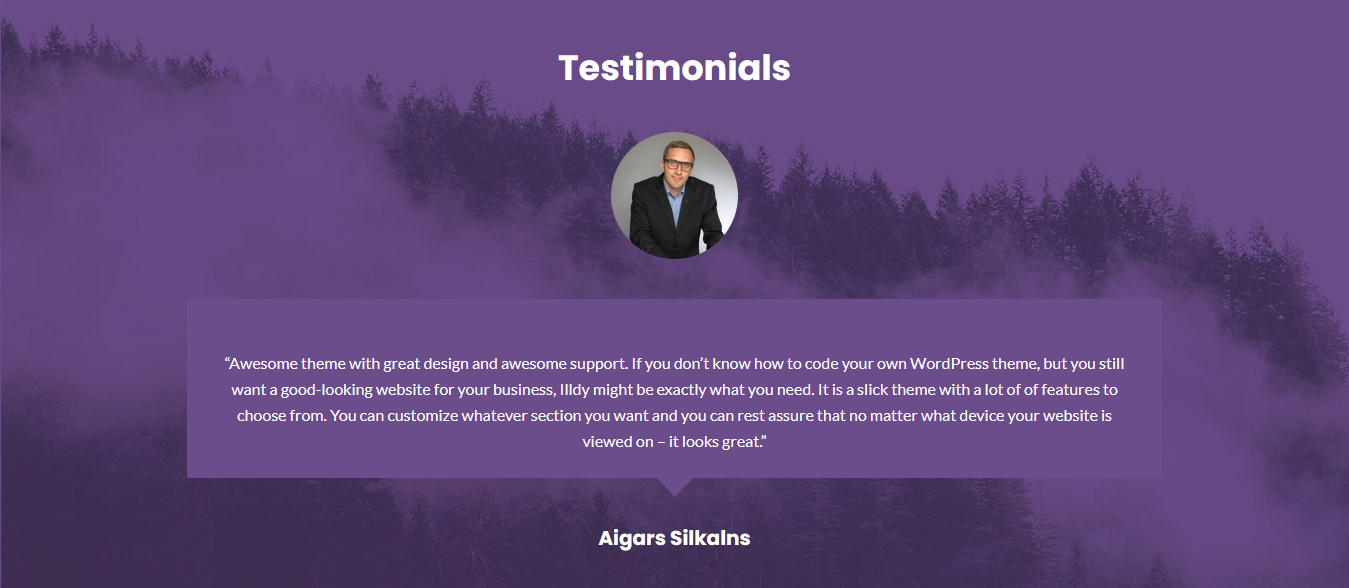 Testimonials
“Awesome theme with great design and awesome support. If you don’t know how to code your own WordPress theme, but you still
want a good-looking website for your business, Illdy might be exactly what you need. It is a slick theme with a lot of of features to
choose from. You can customize whatever section you want and you can rest assure that no matter what device your website is
viewed on – it looks great.”
Aigars Silkalns